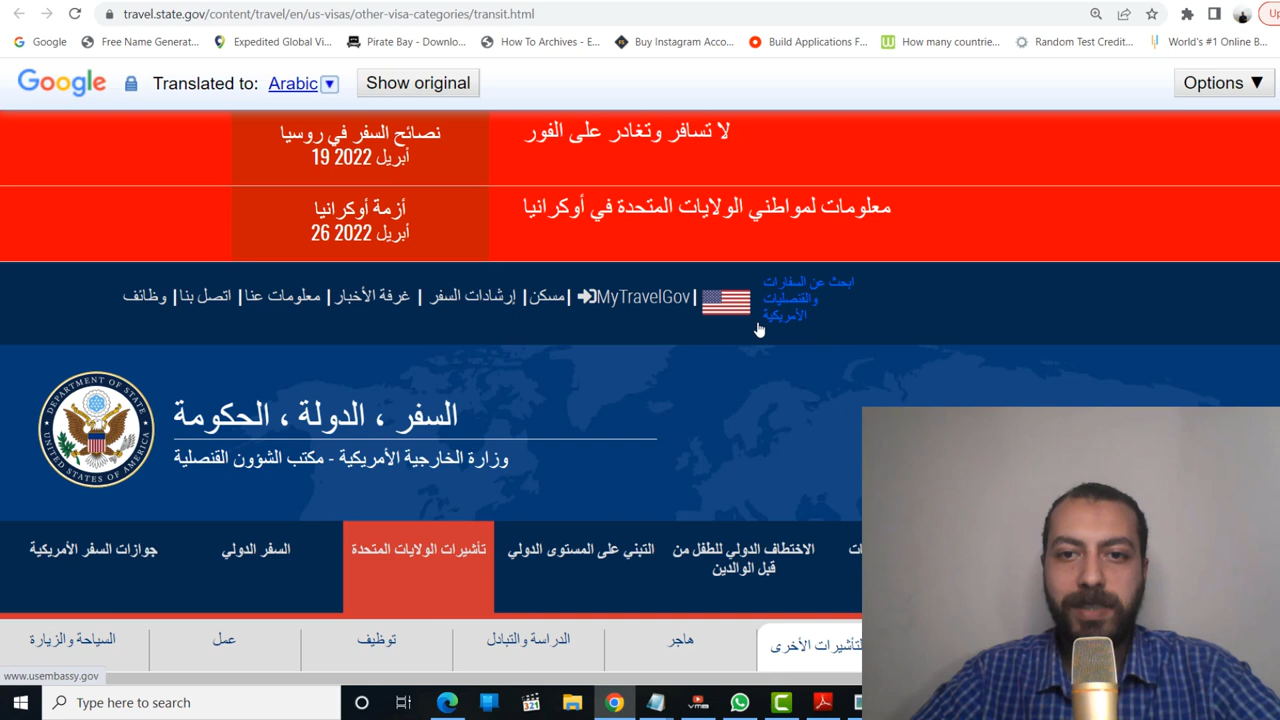 travel.state.gov/content/travel/en/us-visas/other-visa-categories/transit.html
Up
Google
Free Name Generat...
Expedited Global Vi...
Pirate Bay - Downlo...
How To Archives - E...
Buy Instagram Acco...
Build Applications F...
How many countrie...
Random Test Credit...
World's #1 Online B...
Google Translated to: Arabic ▼ Show original Options ▼
لا تسافر وتغادر على الفور
نصائح السفر في روسيا
19 أبريل 2022
معلومات لمواطني الولايات المتحدة في أوكرانيا
أزمة أوكرانيا
26 أبريل 2022
ابحث عن السفارات
والقنصليات
الأمريكية
وظائف | اتصل بنا | معلومات عنا | غرفة الأخبار | إرشادات السفر | مسكن | MyTravelGov |
DEPARTMENT OF STATE
UNITED STATES OF AMERICA
السفر ، الدولة ، الحكومة
وزارة الخارجية الأمريكية - مكتب الشؤون القنصلية
جوازات السفر الأمريكية
السفر الدولي
تأشيرات الولايات المتحدة
التبني على المستوى الدولي
الاختطاف الدولي للطفل من
قبل الوالدين
السياحة والزيارة
عمل
توظيف
الدراسة والتبادل
هاجر
التأشيرات الأخرى
www.usembassy.gov
Type here to search
321
VMB